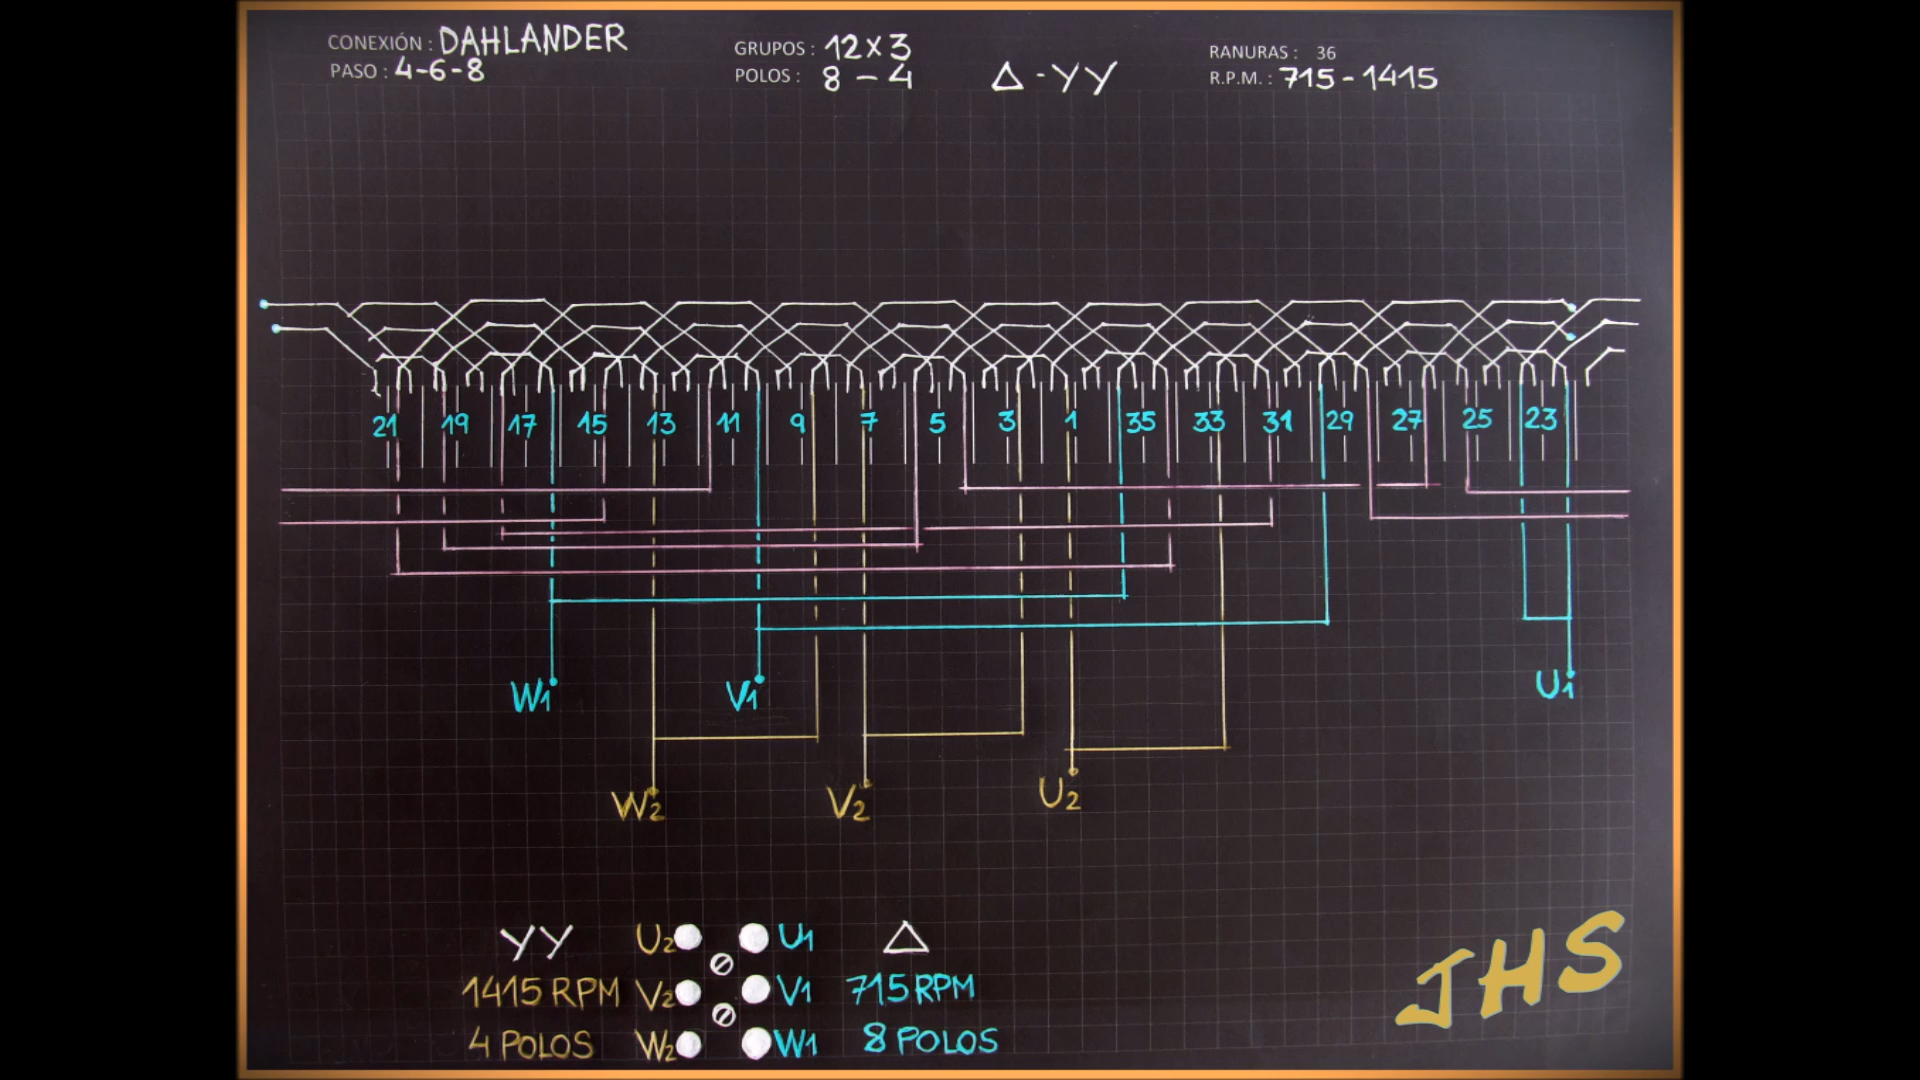 CONEXIÓN : DAHLANDER
PASO : 4-6-8
GRUPOS : 12x3
POLOS : 8 - 4
Δ - YY
RANURAS : 36
R.P.M. : 715 - 1415
21 19 17 15 13 11 9 7 5 3 1 35 33 31 29 27 25 23
W1 V1 U1
W2 V2 U2
YY U2 U1 Δ
1415 RPM V2 V1 715 RPM
4 POLOS W2 W1 8 POLOS
JHS